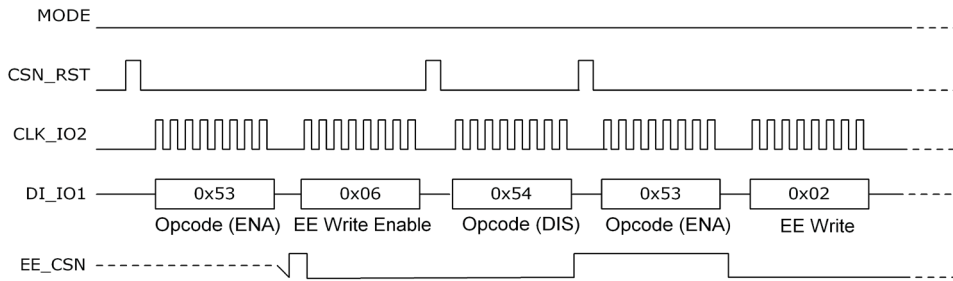 MODE
CSN_RST
CLK_IO2
DI_IO1 0x53 0x06 0x54 0x53 0x02
Opcode (ENA) EE Write Enable Opcode (DIS) Opcode (ENA) EE Write
EE_CSN